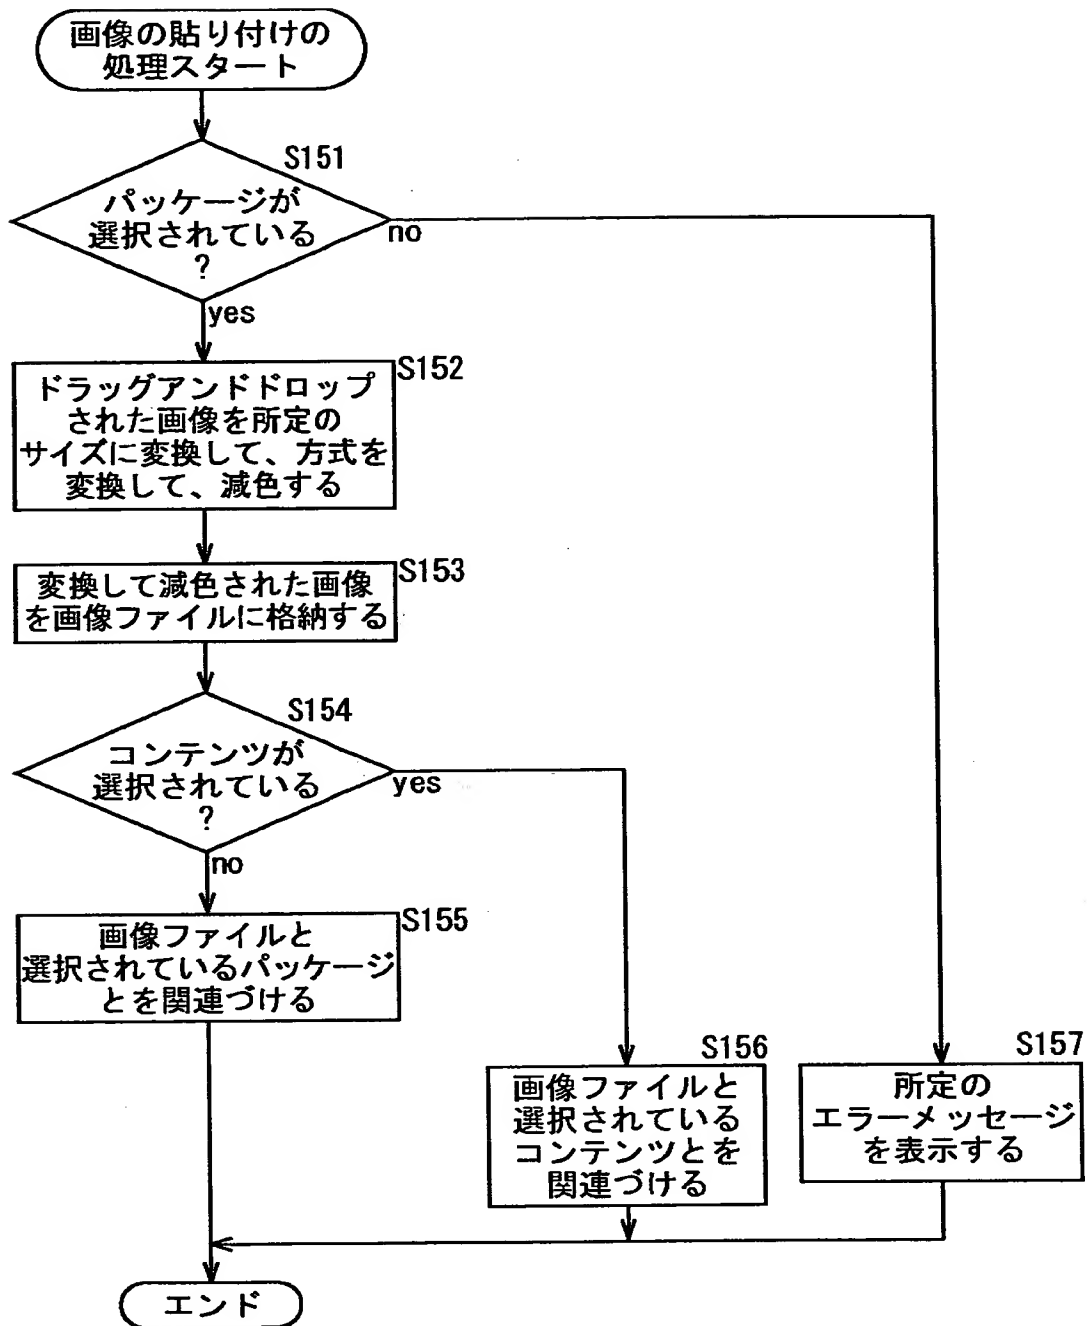 画像の貼り付けの
処理スタート
S151
パッケージが
選択されている
?
no
yes
S152
ドラッグアンドドロップ
された画像を所定の
サイズに変換して、方式を
変換して、減色する
S153
変換して減色された画像
を画像ファイルに格納する
S154
コンテンツが
選択されている
?
yes
no
S155
画像ファイルと
選択されているパッケージ
とを関連づける
S156
画像ファイルと
選択されている
コンテンツとを
関連づける
S157
所定の
エラーメッセージ
を表示する
エンド